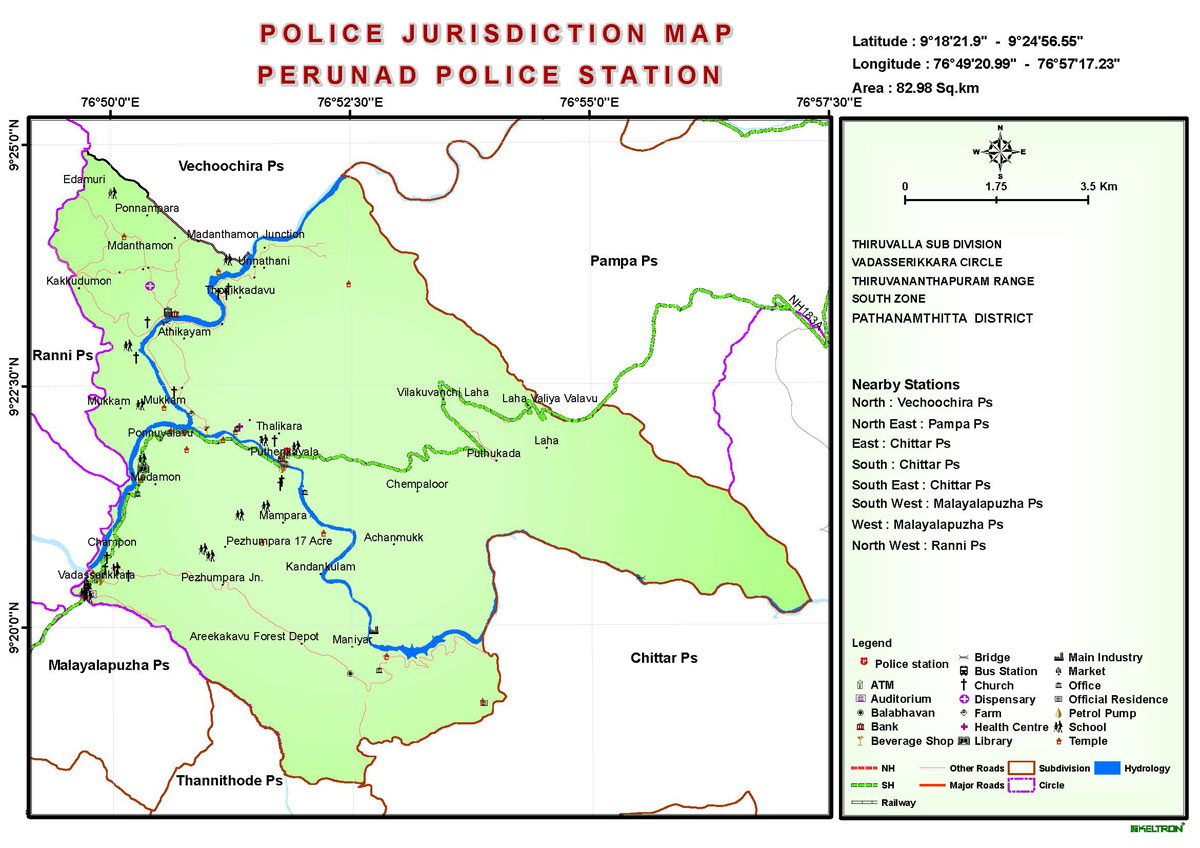 POLICE JURISDICTION MAP
PERUNAD POLICE STATION
Latitude : 9°18'21.9" - 9°24'56.55"
Longitude : 76°49'20.99" - 76°57'17.23"
Area : 82.98 Sq.km
76°50'0"E
76°52'30"E
76°55'0"E
76°57'30"E
9°25'0"N
9°22'30"N
9°20'0"N
Vechoochira Ps
Edamuri
Ponnampara
Madanthamon Junction
Mdanthamon
Unnathani
Pampa Ps
Kakkudumon
Thonikkadavu
NH183A
Athikayam
Ranni Ps
Vilakuvanchi Laha
Laha Valiya Valavu
Mukkam
Mukkam
Thalikara
Ponnuvalavu
Laha
Puthenkavala
Puthukada
Madamon
Chempaloor
Mampara
Achanmukk
Champon
Pezhumpara 17 Acre
Kandankulam
Vadasserikkara
Pezhumpara Jn.
Areekakavu Forest Depot
Maniyar
Malayalapuzha Ps
Chittar Ps
Thannithode Ps
N
W
E
S
0
1.75
3.5 Km
THIRUVALLA SUB DIVISION
VADASSERIKKARA CIRCLE
THIRUVANANTHAPURAM RANGE
SOUTH ZONE
PATHANAMTHITTA DISTRICT
Nearby Stations
North : Vechoochira Ps
North East : Pampa Ps
East : Chittar Ps
South : Chittar Ps
South East : Chittar Ps
South West : Malayalapuzha Ps
West : Malayalapuzha Ps
North West : Ranni Ps
Legend
Police station
ATM
Auditorium
Balabhavan
Bank
Beverage Shop
Bridge
Bus Station
Church
Dispensary
Farm
Health Centre
Library
Main Industry
Market
Office
Official Residence
Petrol Pump
School
Temple
NH
SH
Railway
Other Roads
Major Roads
Subdivision
Circle
Hydrology
KELTRON